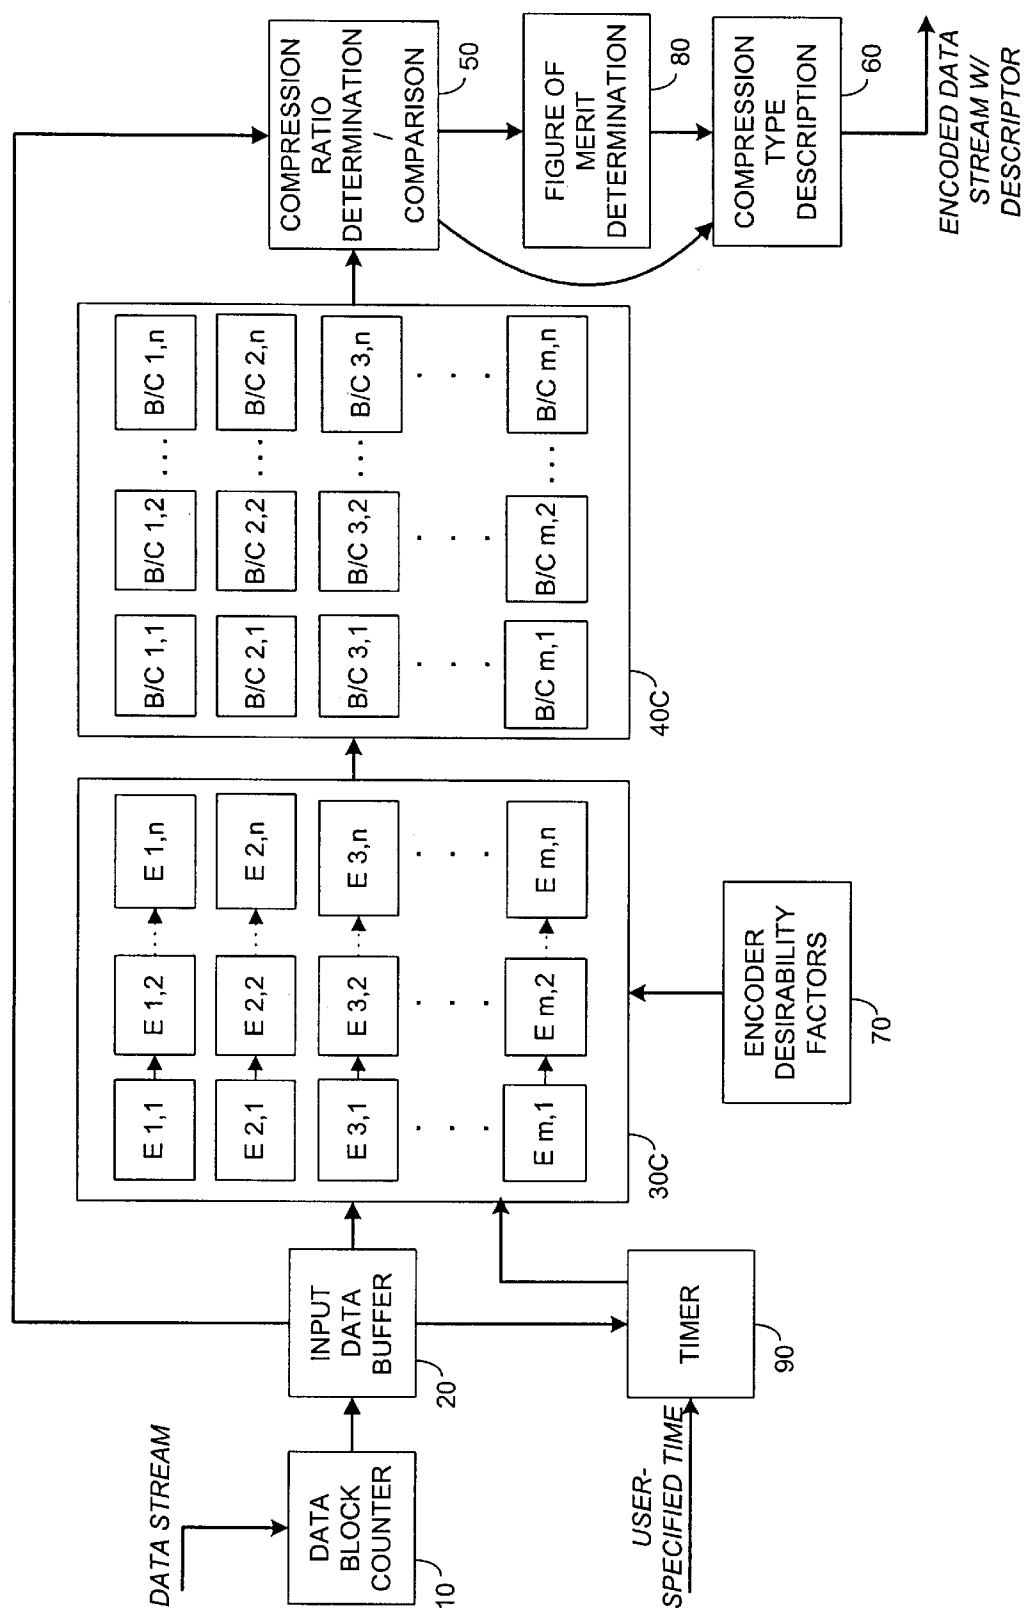 DATA STREAM
DATA
BLOCK
COUNTER
10
INPUT
DATA
BUFFER
20
USER-
SPECIFIED TIME
TIMER
90
E 1,1
E 1,2
E 1,n
E 2,1
E 2,2
E 2,n
E 3,1
E 3,2
E 3,n
E m,1
E m,2
E m,n
30C
ENCODER
DESIRABILITY
FACTORS
70
B/C 1,1
B/C 1,2
B/C 1,n
B/C 2,1
B/C 2,2
B/C 2,n
B/C 3,1
B/C 3,2
B/C 3,n
B/C m,1
B/C m,2
B/C m,n
40C
COMPRESSION
RATIO
DETERMINATION
/
COMPARISON
50
FIGURE OF
MERIT
DETERMINATION
80
COMPRESSION
TYPE
DESCRIPTION
60
ENCODED DATA
STREAM W/
DESCRIPTOR